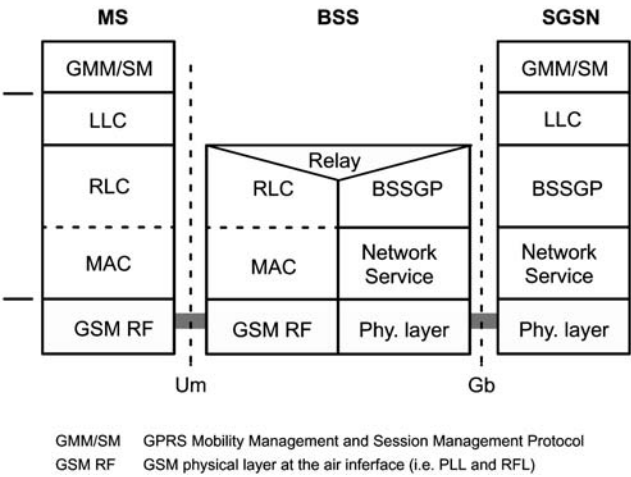 MS BSS SGSN
GMM/SM GMM/SM
LLC LLC
Relay
RLC RLC BSSGP BSSGP
MAC MAC Network Service Network Service
GSM RF GSM RF Phy. layer Phy. layer
Um Gb
GMM/SM GPRS Mobility Management and Session Management Protocol
GSM RF GSM physical layer at the air inferface (i.e. PLL and RFL)